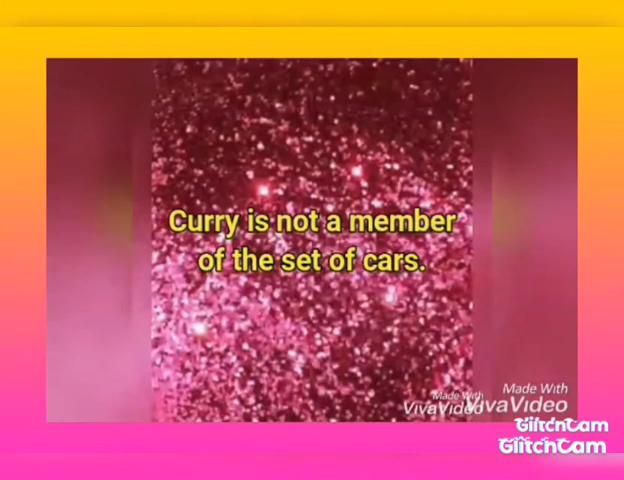 Curry is not a member
of the set of cars.
Made With
Made With
VivaVideo
VivaVideo
GlitchCam
GlitchCam